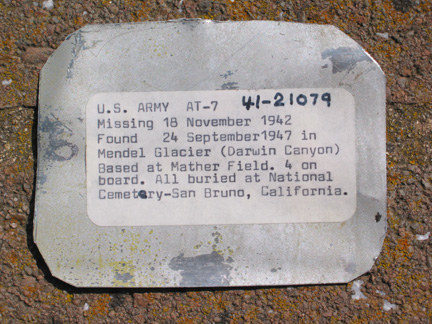 U.S. ARMY AT-7 41-21079
Missing 18 November 1942
Found 24 September1947 in
Mendel Glacier (Darwin Canyon)
Based at Mather Field. 4 on
board. All buried at National
Cemetery-San Bruno, California.